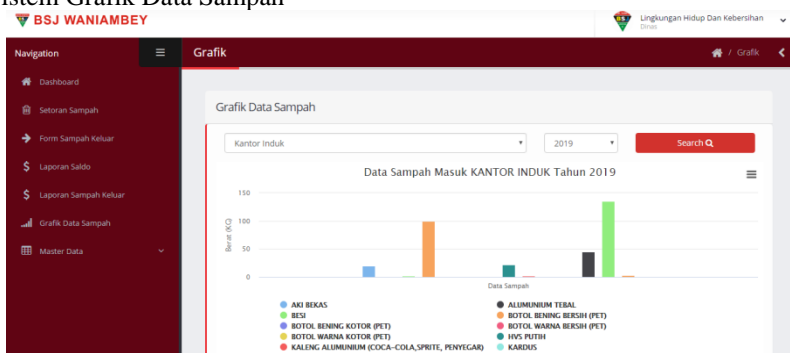 Sistem Grafik Data Sampah
BSJ WANIAMBEY
Lingkungan Hidup Dan Kebersihan
Dinas
Navigation
Grafik
/ Grafik
Dashboard
Setoran Sampah
Form Sampah Keluar
Laporan Saldo
Laporan Sampah Keluar
Grafik Data Sampah
Master Data
Grafik Data Sampah
Kantor Induk
2019
Search
Data Sampah Masuk KANTOR INDUK Tahun 2019
150
100
50
0
Berat (KG)
Data Sampah
AKI BEKAS
ALUMUNIUM TEBAL
BESI
BOTOL BENING BERSIH (PET)
BOTOL BENING KOTOR (PET)
BOTOL WARNA BERSIH (PET)
BOTOL WARNA KOTOR (PET)
HVS PUTIH
KALENG ALUMUNIUM (COCA-COLA,SPRITE, PENYEGAR)
KARDUS